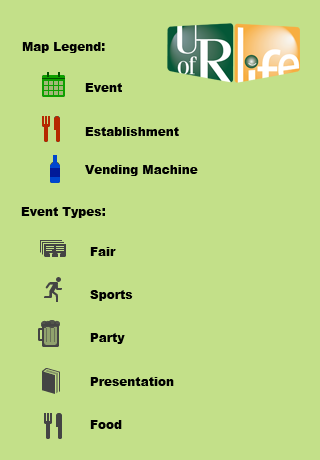 Map Legend:
U of R life
Event
Establishment
Vending Machine
Event Types:
Fair
Sports
Party
Presentation
Food